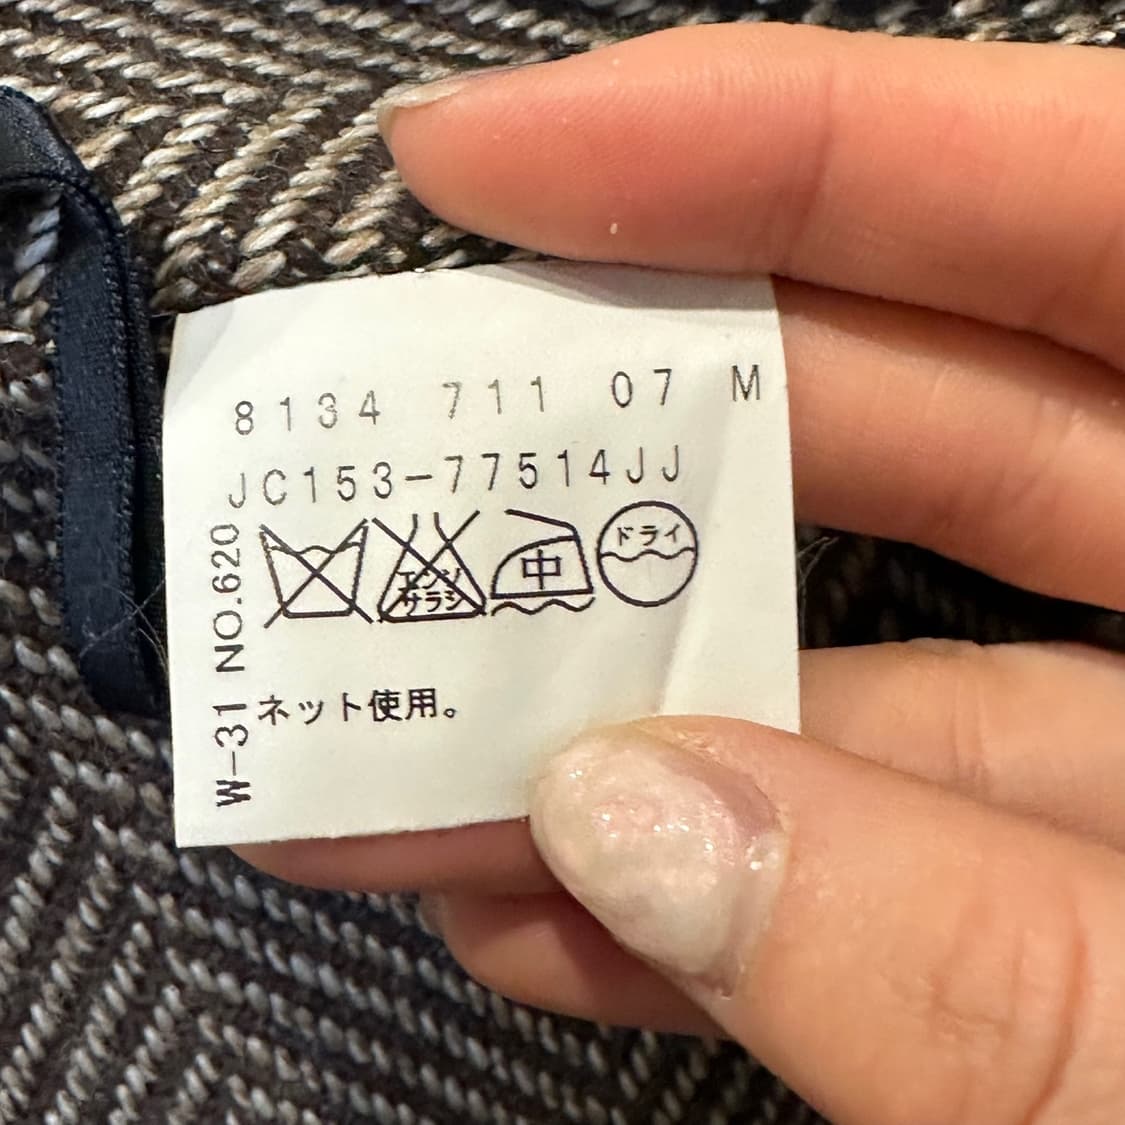 8134 711 07 M
JC153-77514JJ
エンソ
サラシ
中
ドライ
ネット使用。
W-31 NO.620